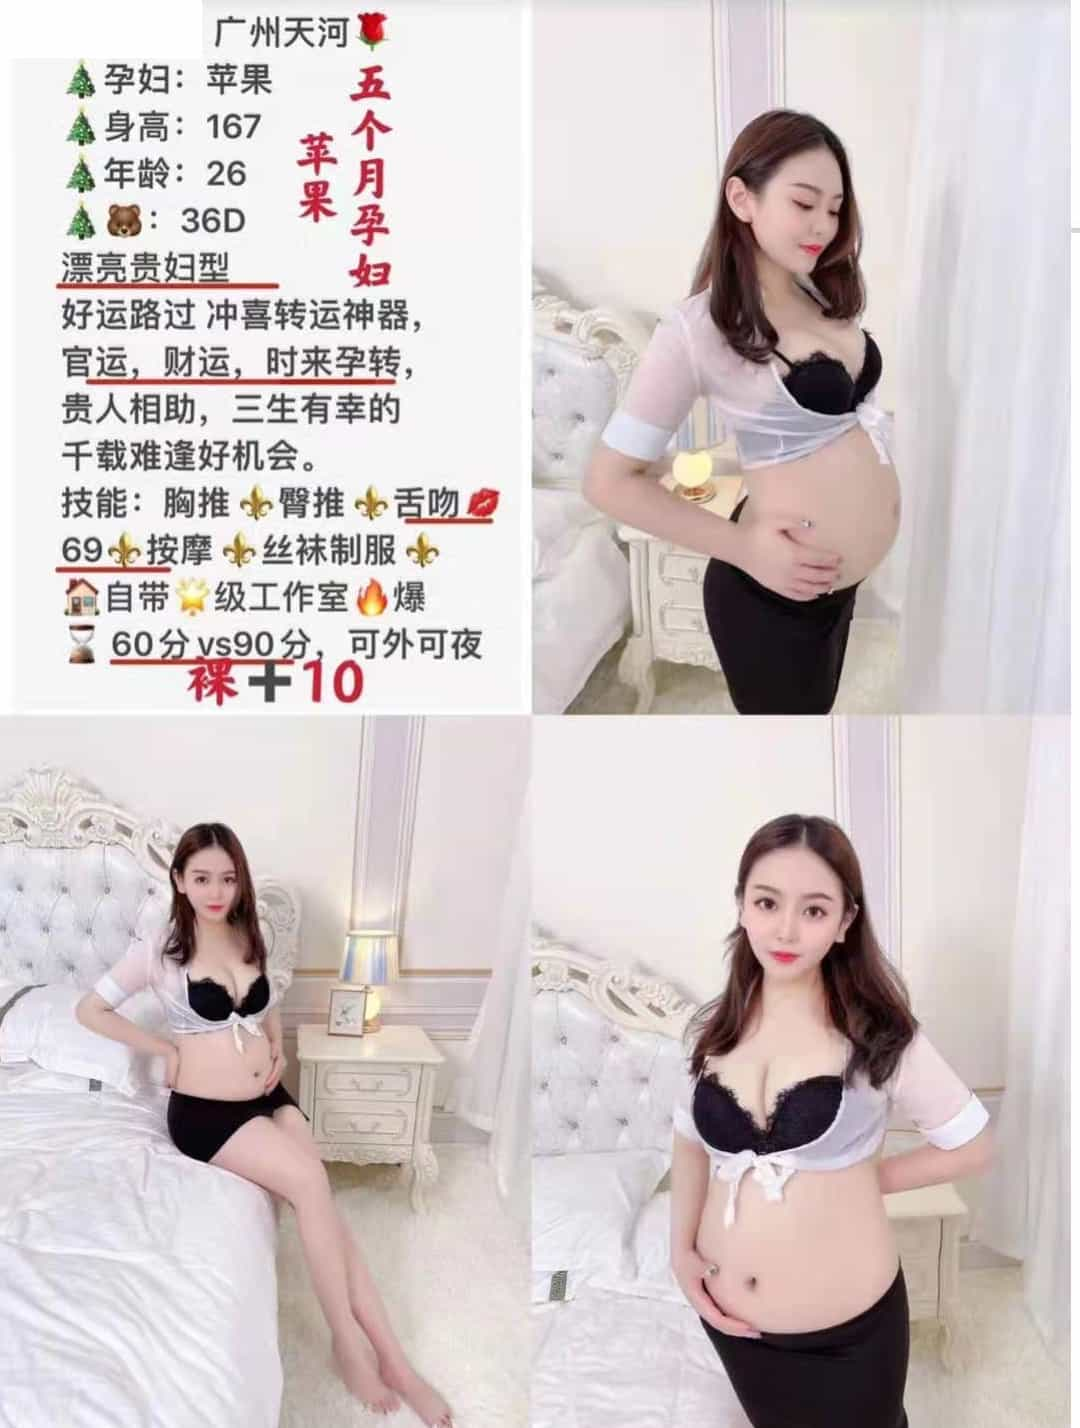 广州天河🌹
🎄孕妇：苹果
🎄身高：167
🎄年龄：26
🎄🐻：36D
五个月孕妇
苹果
漂亮贵妇型
好运路过 冲喜转运神器，
官运，财运，时来孕转，
贵人相助，三生有幸的
千载难逢好机会。
技能：胸推⚜️臀推⚜️舌吻💋
69⚜️按摩⚜️丝袜制服⚜️
🏠自带🌟级工作室🔥爆
⏳60分vs90分，可外可夜
裸➕10